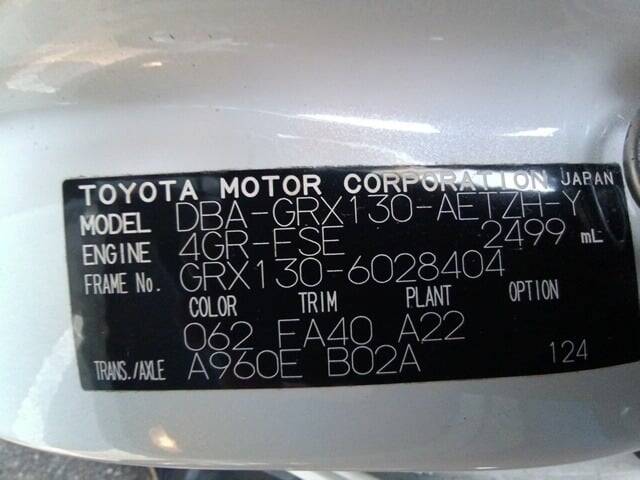 TOYOTA MOTOR CORPORATION JAPAN
MODEL DBA-GRX130-AETZH-Y
ENGINE 4GR-FSE 2499 mL
FRAME No. GRX130-6028404
COLOR TRIM PLANT OPTION
062 FA40 A22
TRANS./AXLE A960E B02A 124